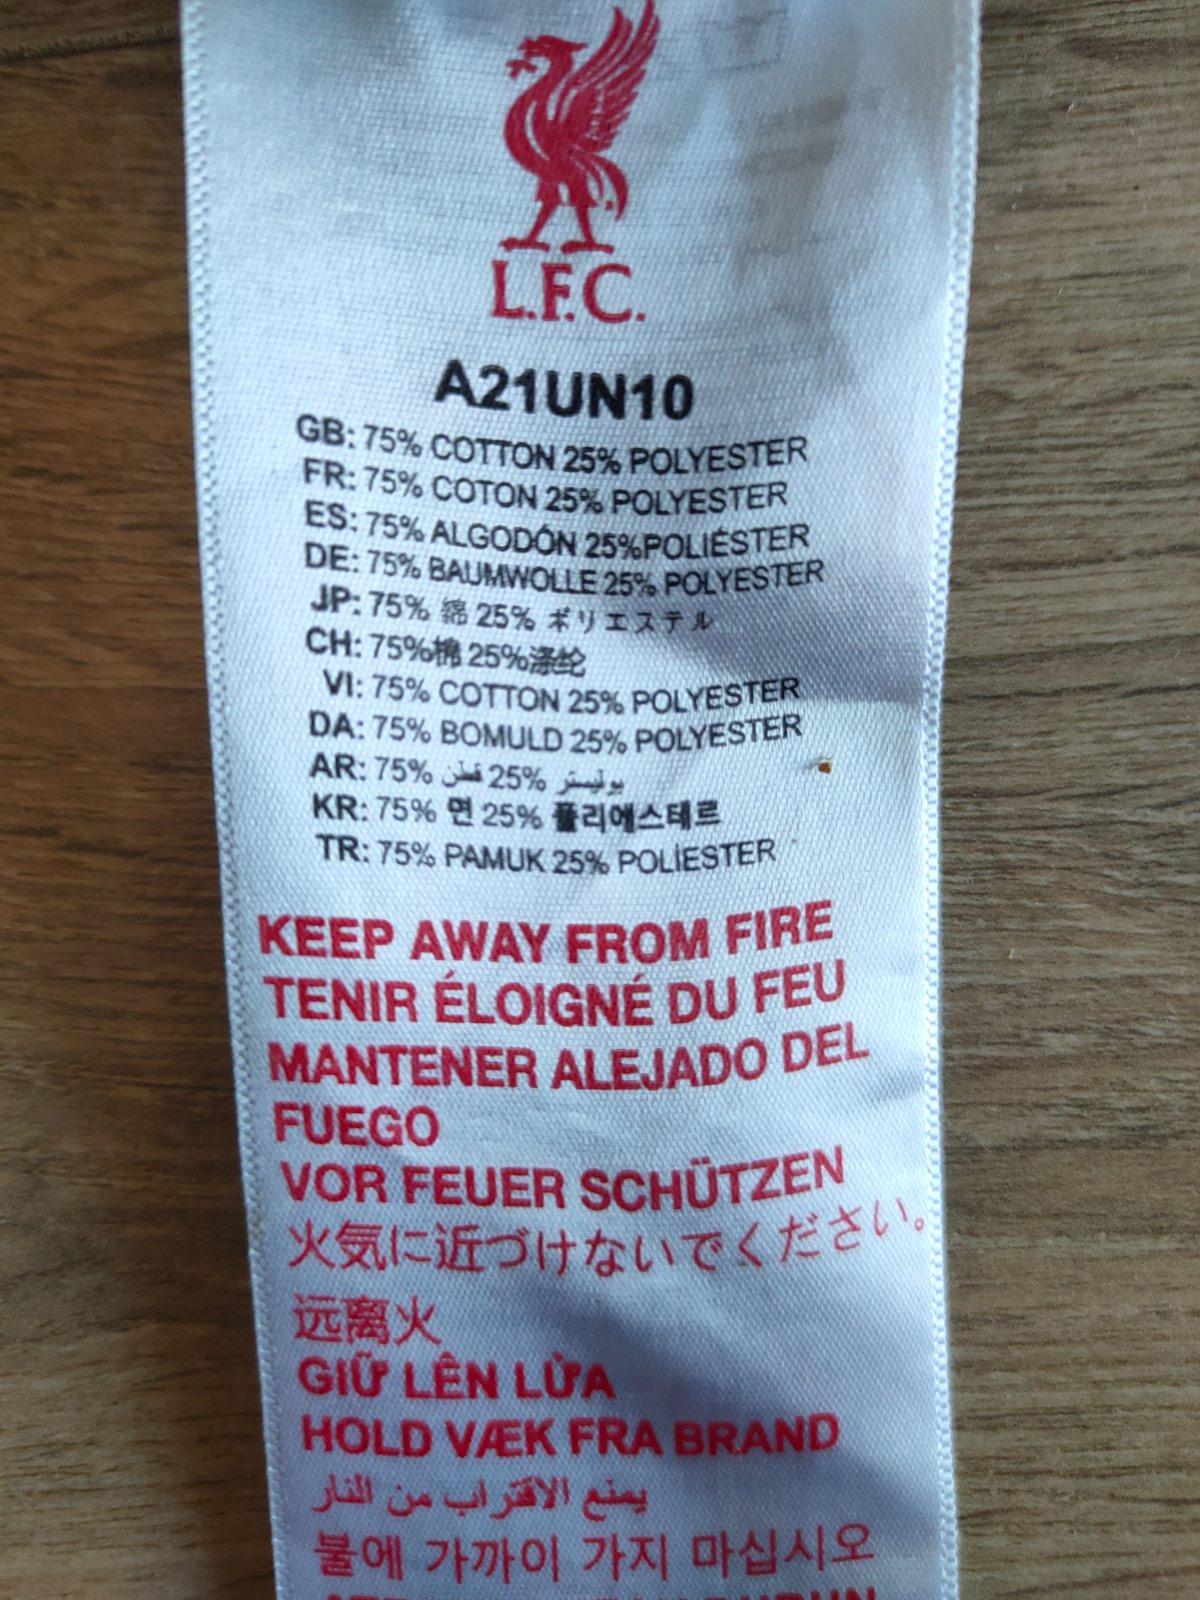 L.F.C.
A21UN10
GB: 75% COTTON 25% POLYESTER
FR: 75% COTON 25% POLYESTER
ES: 75% ALGODÓN 25%POLIÉSTER
DE: 75% BAUMWOLLE 25% POLYESTER
JP: 75% 綿 25% ポリエステル
CH: 75%棉 25%涤纶
VI: 75% COTTON 25% POLYESTER
DA: 75% BOMULD 25% POLYESTER
AR: 75% قطن 25% بوليستر
KR: 75% 면 25% 폴리에스테르
TR: 75% PAMUK 25% POLİESTER
KEEP AWAY FROM FIRE
TENIR ÉLOIGNÉ DU FEU
MANTENER ALEJADO DEL
FUEGO
VOR FEUER SCHÜTZEN
火気に近づけないでください。
远离火
GIỮ LÊN LỬA
HOLD VÆK FRA BRAND
يمنع الاقتراب من النار
불에 가까이 가지 마십시오